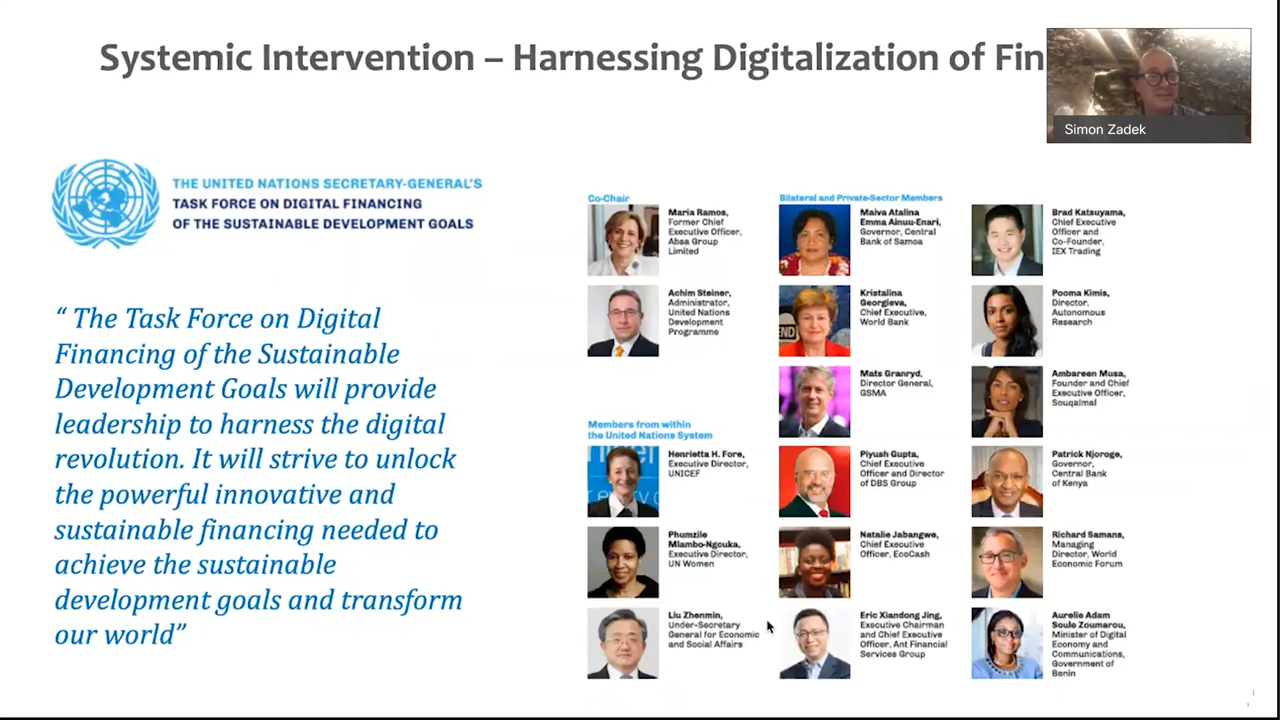 Systemic Intervention – Harnessing Digitalization of Fin
Simon Zadek
THE UNITED NATIONS SECRETARY-GENERAL'S
TASK FORCE ON DIGITAL FINANCING
OF THE SUSTAINABLE DEVELOPMENT GOALS
“ The Task Force on Digital
Financing of the Sustainable
Development Goals will provide
leadership to harness the digital
revolution. It will strive to unlock
the powerful innovative and
sustainable financing needed to
achieve the sustainable
development goals and transform
our world”
Co-Chair
Maria Ramos,
Former Chief
Executive Officer,
Absa Group
Limited
Achim Steiner,
Administrator,
United Nations
Development
Programme
Members from within
the United Nations System
Henrietta H. Fore,
Executive Director,
UNICEF
Phumzile
Mlambo-Ngcuka,
Executive Director,
UN Women
Liu Zhenmin,
Under-Secretary
General for Economic
and Social Affairs
Bilateral and Private-Sector Members
Maiva Atalina
Emma Ainuu-Enari,
Governor, Central
Bank of Samoa
Kristalina
Georgieva,
Chief Executive,
World Bank
Mats Granryd,
Director General,
GSMA
Piyush Gupta,
Chief Executive
Officer and Director
of DBS Group
Natalie Jabangwe,
Chief Executive
Officer, EcoCash
Eric Xiandong Jing,
Executive Chairman
and Chief Executive
Officer, Ant Financial
Services Group
Brad Katsuyama,
Chief Executive
Officer and
Co-Founder,
IEX Trading
Pooma Kimis,
Director,
Autonomous
Research
Ambareen Musa,
Founder and Chief
Executive Officer,
Souqalmal
Patrick Njoroge,
Governor,
Central Bank
of Kenya
Richard Samans,
Managing
Director, World
Economic Forum
Aurelie Adam
Soule Zoumarou,
Minister of Digital
Economy and
Communications,
Government of
Benin